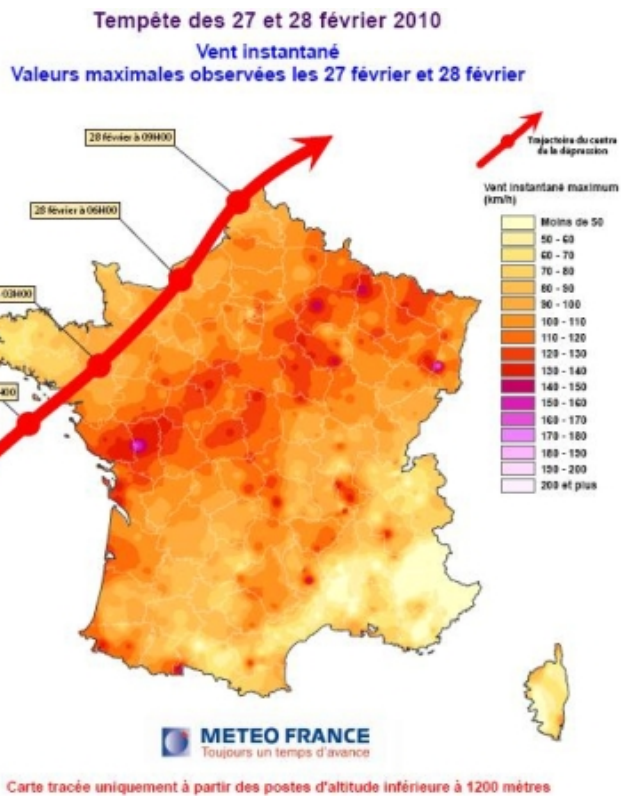 Tempête des 27 et 28 février 2010
Vent instantané
Valeurs maximales observées les 27 février et 28 février
28 février à 09H00
Trajectoire du centre
de la dépression
Vent instantané maximum
(km/h)
28 février à 06H00
Moins de 50
50 - 60
60 - 70
70 - 80
80 - 90
90 - 100
100 - 110
110 - 120
120 - 130
130 - 140
140 - 150
150 - 160
160 - 170
170 - 180
180 - 190
190 - 200
200 et plus
03H00
H00
METEO FRANCE
Toujours un temps d'avance
Carte tracée uniquement à partir des postes d'altitude inférieure à 1200 mètres